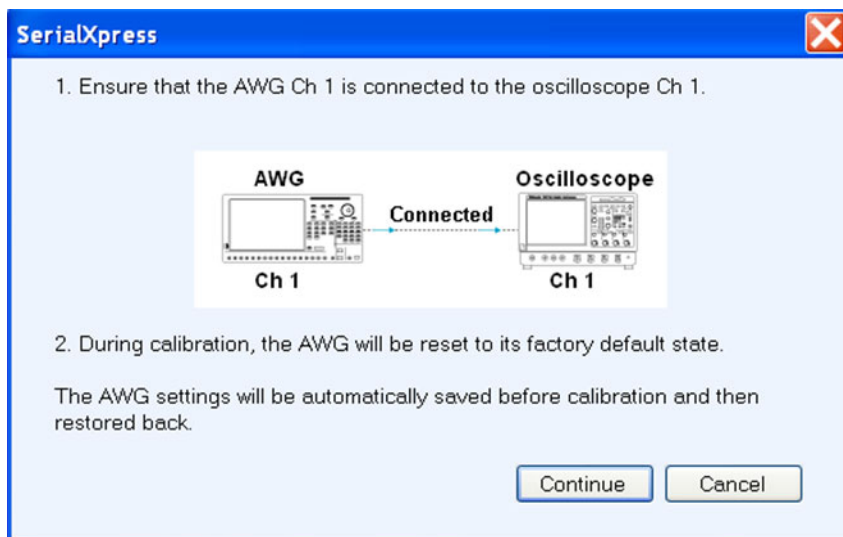 SerialXpress
1. Ensure that the AWG Ch 1 is connected to the oscilloscope Ch 1.
AWG
Oscilloscope
Connected
Ch 1
Ch 1
2. During calibration, the AWG will be reset to its factory default state.
The AWG settings will be automatically saved before calibration and then
restored back.
Continue
Cancel